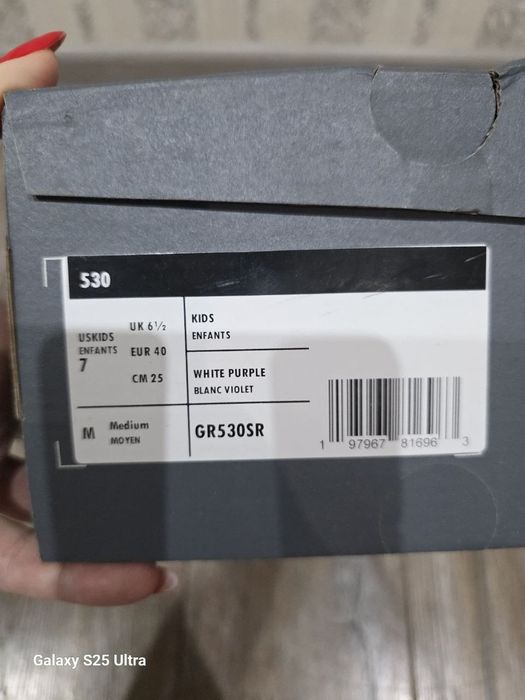 530
USKIDS
ENFANTS
7
UK 6½
EUR 40
CM 25
KIDS
ENFANTS
WHITE PURPLE
BLANC VIOLET
M
Medium
MOYEN
GR530SR
1 97967 81696 3
Galaxy S25 Ultra